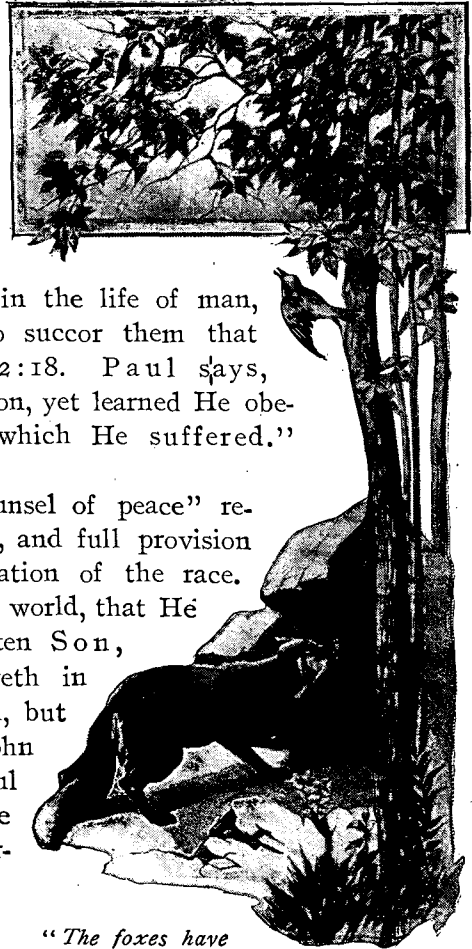 in the life of man,
succor them that
2:18. Paul says,
on, yet learned He obe-
which He suffered."
unsel of peace" re-
, and full provision
ation of the race.
world, that He
ten Son,
eth in
, but
ohn
ul
e
r-
"The foxes have